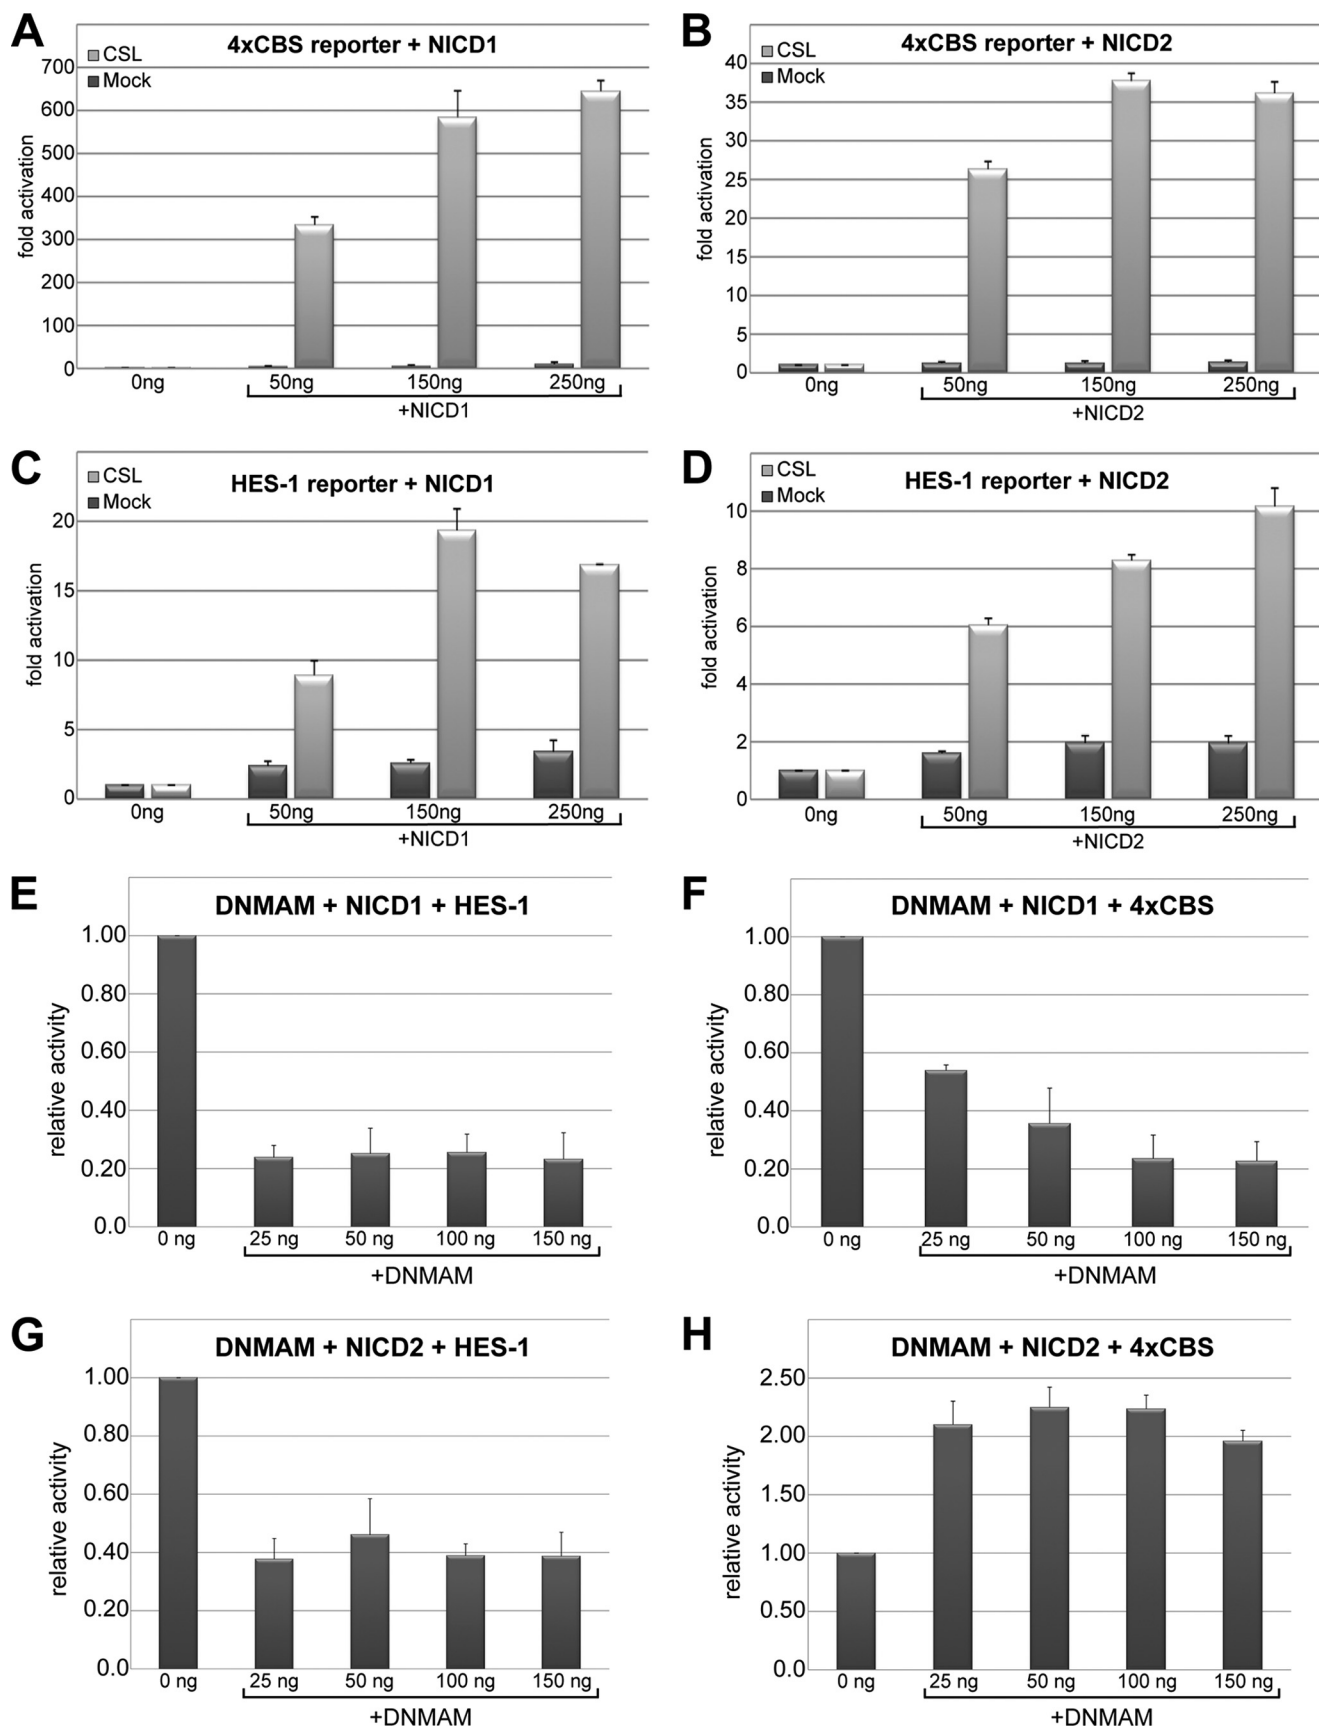 A
4xCBS reporter + NICD1
CSL
Mock
700
600
500
400
300
200
100
0
fold activation
0ng 50ng 150ng 250ng
+NICD1
B
4xCBS reporter + NICD2
CSL
Mock
40
35
30
25
20
15
10
5
0
fold activation
0ng 50ng 150ng 250ng
+NICD2
C
HES-1 reporter + NICD1
CSL
Mock
20
15
10
5
0
fold activation
0ng 50ng 150ng 250ng
+NICD1
D
HES-1 reporter + NICD2
CSL
Mock
10
8
6
4
2
0
fold activation
0ng 50ng 150ng 250ng
+NICD2
E
DNMAM + NICD1 + HES-1
1.00
0.80
0.60
0.40
0.20
0.0
relative activity
0 ng 25 ng 50 ng 100 ng 150 ng
+DNMAM
F
DNMAM + NICD1 + 4xCBS
1.00
0.80
0.60
0.40
0.20
0.0
relative activity
0 ng 25 ng 50 ng 100 ng 150 ng
+DNMAM
G
DNMAM + NICD2 + HES-1
1.00
0.80
0.60
0.40
0.20
0.0
relative activity
0 ng 25 ng 50 ng 100 ng 150 ng
+DNMAM
H
DNMAM + NICD2 + 4xCBS
2.50
2.00
1.50
1.00
0.50
0.0
relative activity
0 ng 25 ng 50 ng 100 ng 150 ng
+DNMAM